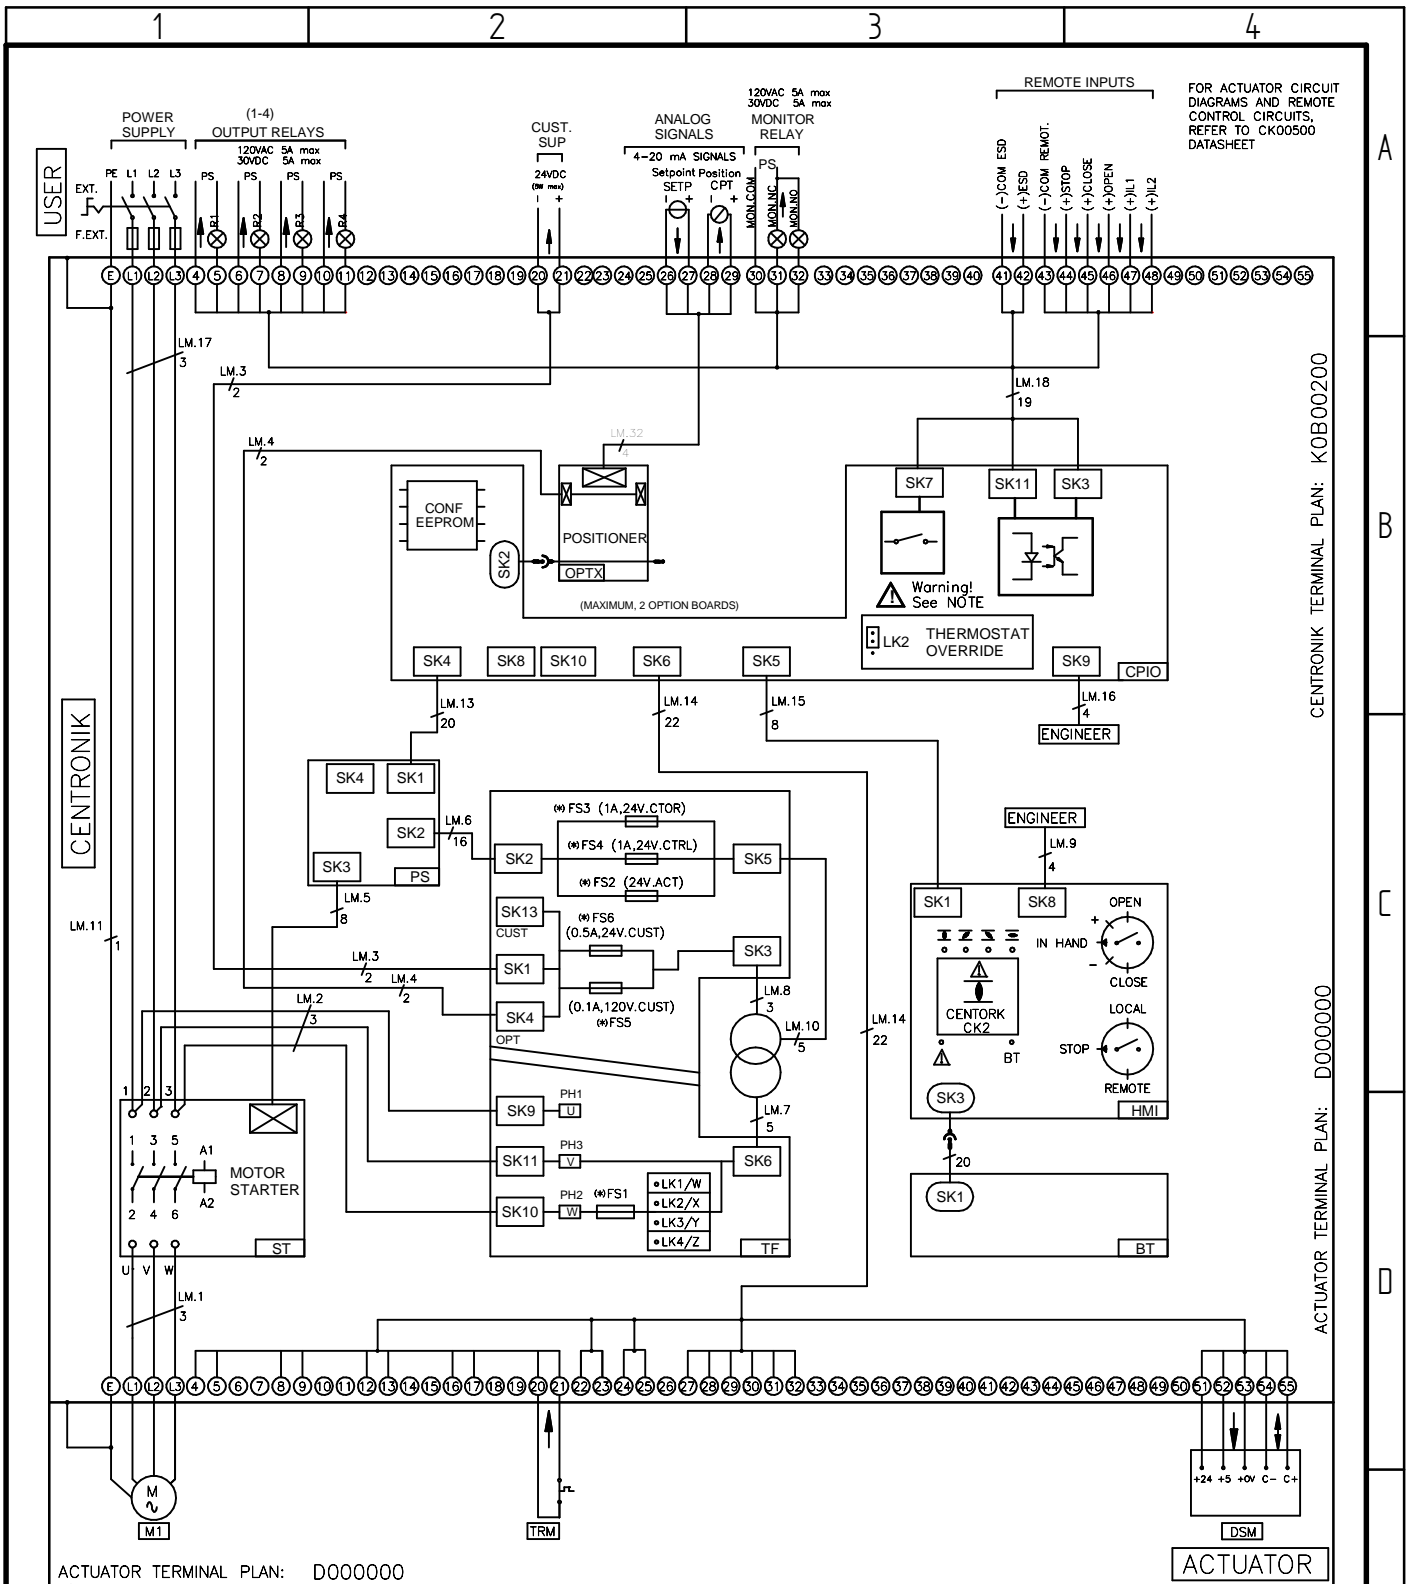 1 2 3 4
A
B
C
D
USER
POWER
SUPPLY
(1-4)
OUTPUT RELAYS
120VAC 5A max
30VDC 5A max
CUST.
SUP
24VDC
(5W max)
- +
ANALOG
SIGNALS
4-20 mA SIGNALS
Setpoint Position
SETP CPT
- + - +
120VAC 5A max
30VDC 5A max
MONITOR
RELAY
PS
MON.COM
MON.NC
MON.NO
REMOTE INPUTS
(-)COM ESD
(+)ESD
(-)COM REMOT.
(+)STOP
(+)CLOSE
(+)OPEN
(+)IL1
(+)IL2
FOR ACTUATOR CIRCUIT
DIAGRAMS AND REMOTE
CONTROL CIRCUITS,
REFER TO CK00500
DATASHEET
PE L1 L2 L3
EXT.
F.EXT.
PS PS PS PS
R1 R2 R3 R4
E L1 L2 L3 4 5 6 7 8 9 10 11 12 13 14 15 16 17 18 19 20 21 22 23 24 25 26 27 28 29 30 31 32 33 34 35 36 37 38 39 40 41 42 43 44 45 46 47 48 49 50 51 52 53 54 55
LM.17
3
LM.3
2
LM.18
19
LM.4
2
LM.32
4
CENTRONIK TERMINAL PLAN: K0B00200
CONF
EEPROM
SK2
POSITIONER
OPTX
(MAXIMUM, 2 OPTION BOARDS)
SK7 SK11 SK3
Warning!
See NOTE
LK2
THERMOSTAT
OVERRIDE
SK4 SK8 SK10 SK6 SK5 SK9
CPIO
LM.13
20
LM.14
22
LM.15
8
LM.16
4
ENGINEER
CENTRONIK
SK4 SK1
SK2
SK3
PS
LM.6
16
LM.5
8
LM.11
1
(*)FS3 (1A,24V.CTOR)
(*)FS4 (1A,24V.CTRL)
(*)FS2 (24V.ACT)
SK2 SK5
SK13
CUST
(*)FS6
(0.5A,24V.CUST)
SK1 SK3
LM.3
2
LM.4
2
SK4
OPT
(0.1A,120V.CUST)
(*)FS5
LM.8
3
LM.10
5
LM.7
5
LM.14
22
LM.2
3
SK9
PH1
U
SK11
PH3
V
SK6
SK10
PH2
W
(*)FS1
LK1/W
LK2/X
LK3/Y
LK4/Z
TF
1 2 3
1 3 5
A1
A2
2 4 6
MOTOR
STARTER
ST
U V W
LM.1
3
ENGINEER
LM.9
4
SK1 SK8
OPEN
+
IN HAND
-
CLOSE
CENTORK
CK2
BT
LOCAL
STOP
REMOTE
SK3
HMI
20
SK1
BT
ACTUATOR TERMINAL PLAN: D000000
E L1 L2 L3 4 5 6 7 8 9 10 11 12 13 14 15 16 17 18 19 20 21 22 23 24 25 26 27 28 29 30 31 32 33 34 35 36 37 38 39 40 41 42 43 44 45 46 47 48 49 50 51 52 53 54 55
M
M1
TRM
+24 +5 +0V C- C+
DSM
ACTUATOR
ACTUATOR TERMINAL PLAN: D000000